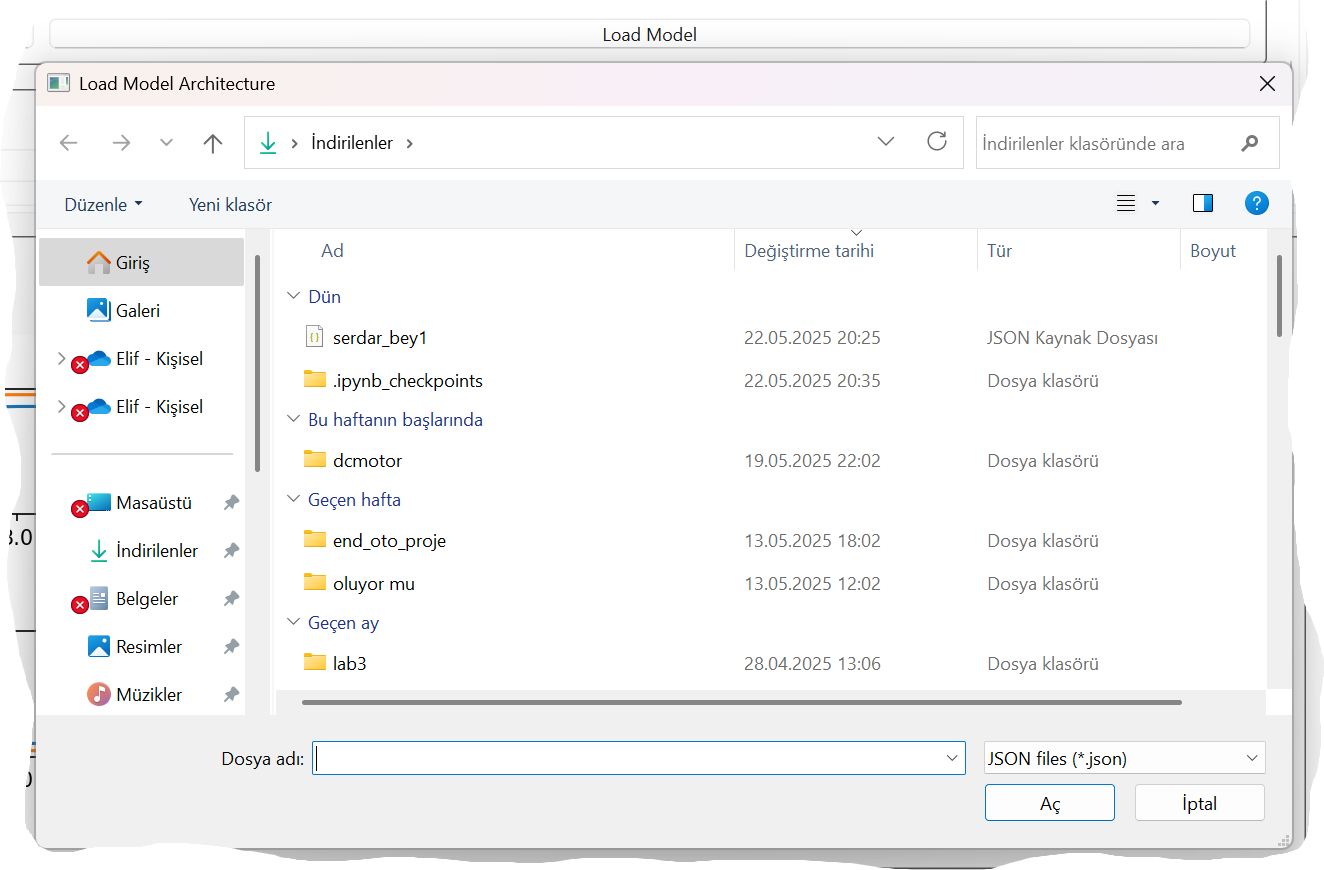 Load Model
Load Model Architecture
İndirilenler
İndirilenler klasöründe ara
Düzenle
Yeni klasör
?
Giriş
Galeri
Elif - Kişisel
Elif - Kişisel
Masaüstü
İndirilenler
Belgeler
Resimler
Müzikler
Ad Değiştirme tarihi Tür Boyut
Dün
serdar_bey1 22.05.2025 20:25 JSON Kaynak Dosyası
.ipynb_checkpoints 22.05.2025 20:35 Dosya klasörü
Bu haftanın başlarında
dcmotor 19.05.2025 22:02 Dosya klasörü
Geçen hafta
end_oto_proje 13.05.2025 18:02 Dosya klasörü
oluyor mu 13.05.2025 12:02 Dosya klasörü
Geçen ay
lab3 28.04.2025 13:06 Dosya klasörü
Dosya adı:
JSON files (*.json)
Aç
İptal